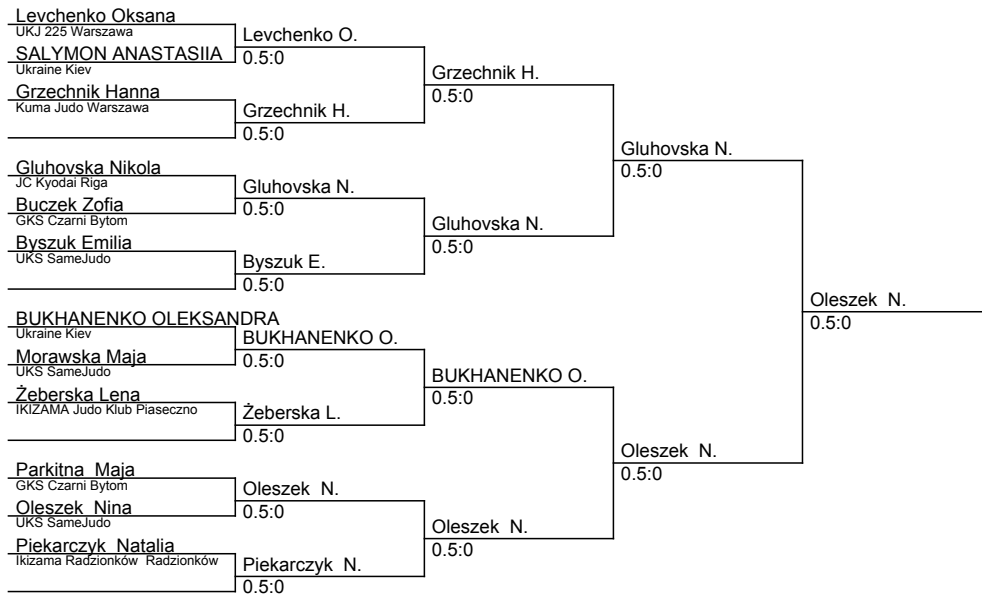 Levchenko Oksana
UKJ 225 Warszawa
SALYMON ANASTASIIA
Ukraine Kiev
Grzechnik Hanna
Kuma Judo Warszawa
Gluhovska Nikola
JC Kyodai Riga
Buczek Zofia
GKS Czarni Bytom
Byszuk Emilia
UKS SameJudo
BUKHANENKO OLEKSANDRA
Ukraine Kiev
Morawska Maja
UKS SameJudo
Żeberska Lena
IKIZAMA Judo Klub Piaseczno
Parkitna  Maja
GKS Czarni Bytom
Oleszek  Nina
UKS SameJudo
Piekarczyk  Natalia
Ikizama Radzionków  Radzionków
Levchenko O.
0.5:0
Grzechnik H.
0.5:0
Gluhovska N.
0.5:0
Byszuk E.
0.5:0
BUKHANENKO O.
0.5:0
Żeberska L.
0.5:0
Oleszek  N.
0.5:0
Piekarczyk  N.
0.5:0
Grzechnik H.
0.5:0
Gluhovska N.
0.5:0
BUKHANENKO O.
0.5:0
Oleszek  N.
0.5:0
Gluhovska N.
0.5:0
Oleszek  N.
0.5:0
Oleszek  N.
0.5:0